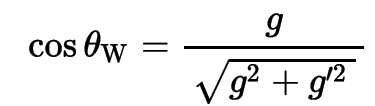 cos θ_W = g / √(g² + g′²)